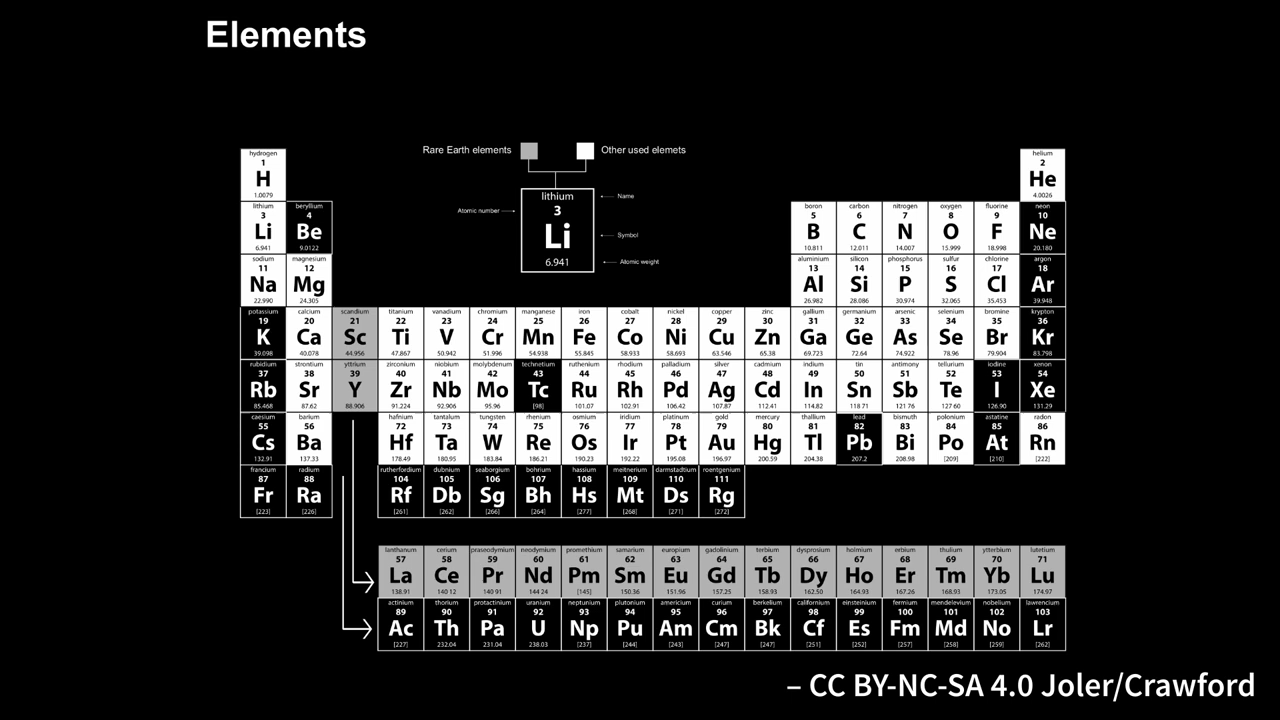 Elements
Rare Earth elements
Other used elemets
lithium
3
Li
6.941
Atomic number
Name
Symbol
Atomic weight
hydrogen 1 H 1.0079
helium 2 He 4.0026
lithium 3 Li 6.941
beryllium 4 Be 9.0122
boron 5 B 10.811
carbon 6 C 12.011
nitrogen 7 N 14.007
oxygen 8 O 15.999
fluorine 9 F 18.998
neon 10 Ne 20.180
sodium 11 Na 22.990
magnesium 12 Mg 24.305
aluminium 13 Al 26.982
silicon 14 Si 28.086
phosphorus 15 P 30.974
sulfur 16 S 32.065
chlorine 17 Cl 35.453
argon 18 Ar 39.948
potassium 19 K 39.098
calcium 20 Ca 40.078
scandium 21 Sc 44.956
titanium 22 Ti 47.867
vanadium 23 V 50.942
chromium 24 Cr 51.996
manganese 25 Mn 54.938
iron 26 Fe 55.845
cobalt 27 Co 58.933
nickel 28 Ni 58.693
copper 29 Cu 63.546
zinc 30 Zn 65.38
gallium 31 Ga 69.723
germanium 32 Ge 72.64
arsenic 33 As 74.922
selenium 34 Se 78.96
bromine 35 Br 79.904
krypton 36 Kr 83.798
rubidium 37 Rb 85.468
strontium 38 Sr 87.62
yttrium 39 Y 88.906
zirconium 40 Zr 91.224
niobium 41 Nb 92.906
molybdenum 42 Mo 95.96
technetium 43 Tc [98]
ruthenium 44 Ru 101.07
rhodium 45 Rh 102.91
palladium 46 Pd 106.42
silver 47 Ag 107.87
cadmium 48 Cd 112.41
indium 49 In 114.82
tin 50 Sn 118.71
antimony 51 Sb 121.76
tellurium 52 Te 127.60
iodine 53 I 126.90
xenon 54 Xe 131.29
caesium 55 Cs 132.91
barium 56 Ba 137.33
hafnium 72 Hf 178.49
tantalum 73 Ta 180.95
tungsten 74 W 183.84
rhenium 75 Re 186.21
osmium 76 Os 190.23
iridium 77 Ir 192.22
platinum 78 Pt 195.08
gold 79 Au 196.97
mercury 80 Hg 200.59
thallium 81 Tl 204.38
lead 82 Pb 207.2
bismuth 83 Bi 208.98
polonium 84 Po [209]
astatine 85 At [210]
radon 86 Rn [222]
francium 87 Fr [223]
radium 88 Ra [226]
rutherfordium 104 Rf [261]
dubnium 105 Db [262]
seaborgium 106 Sg [266]
bohrium 107 Bh [264]
hassium 108 Hs [277]
meitnerium 109 Mt [268]
darmstadtium 110 Ds [271]
roentgenium 111 Rg [272]
lanthanum 57 La 138.91
cerium 58 Ce 140.12
praseodymium 59 Pr 140.91
neodymium 60 Nd 144.24
promethium 61 Pm [145]
samarium 62 Sm 150.36
europium 63 Eu 151.96
gadolinium 64 Gd 157.25
terbium 65 Tb 158.93
dysprosium 66 Dy 162.50
holmium 67 Ho 164.93
erbium 68 Er 167.26
thulium 69 Tm 168.93
ytterbium 70 Yb 173.05
lutetium 71 Lu 174.97
actinium 89 Ac [227]
thorium 90 Th 232.04
protactinium 91 Pa 231.04
uranium 92 U 238.03
neptunium 93 Np [237]
plutonium 94 Pu [244]
americium 95 Am [243]
curium 96 Cm [247]
berkelium 97 Bk [247]
californium 98 Cf [251]
einsteinium 99 Es [252]
fermium 100 Fm [257]
mendelevium 101 Md [258]
nobelium 102 No [259]
lawrencium 103 Lr [262]
– CC BY-NC-SA 4.0 Joler/Crawford